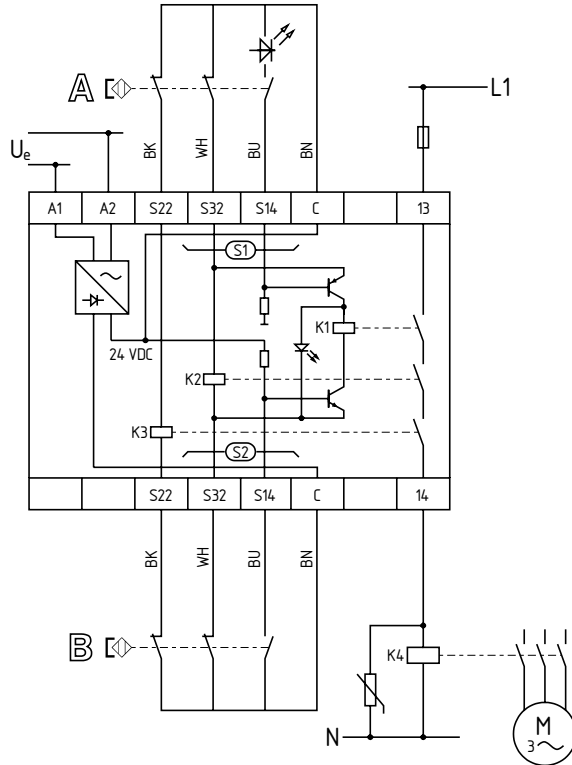 A
L1
BK WH BU BN
Ue
A1 A2 S22 S32 S14 C 13
S1
K1
24 VDC
K2
K3
S2
S22 S32 S14 C 14
BK WH BU BN
B
K4
M
3
N